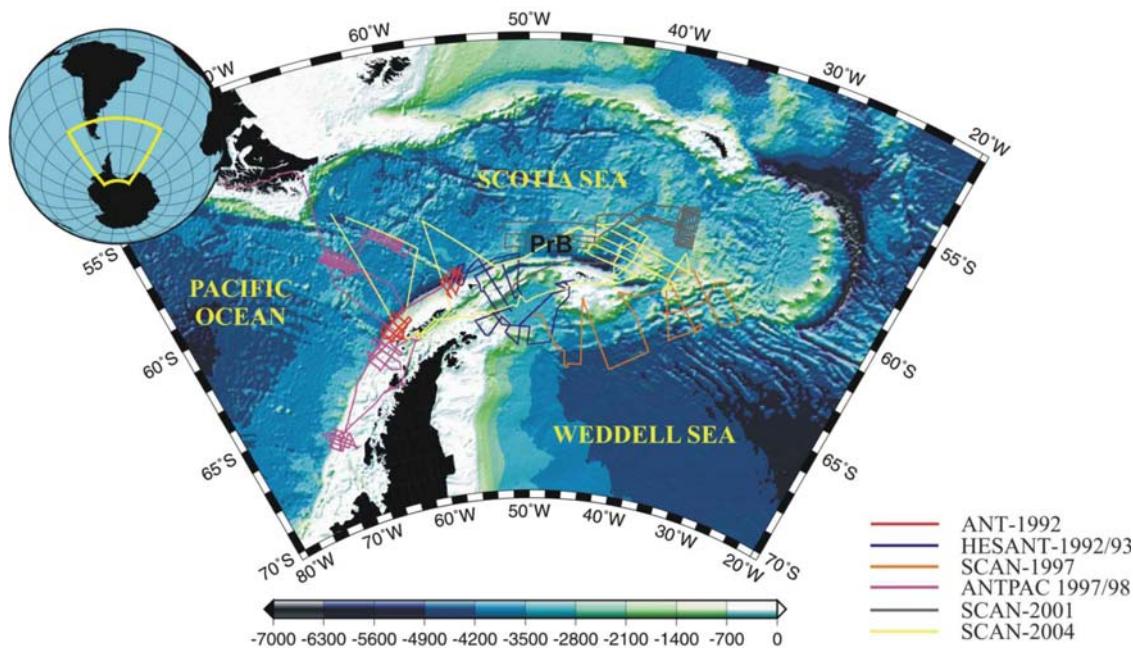 50˚W
60˚W
40˚W
30˚W
20˚W
SCOTIA SEA
PrB
55˚S
55˚S
PACIFIC
OCEAN
60˚S
60˚S
WEDDELL SEA
65˚S
65˚S
70˚S
80˚W
70˚W
60˚W
50˚W
40˚W
30˚W
20˚W
70˚S
ANT-1992
HESANT-1992/93
SCAN-1997
ANTPAC 1997/98
SCAN-2001
SCAN-2004
-7000 -6300 -5600 -4900 -4200 -3500 -2800 -2100 -1400 -700 0